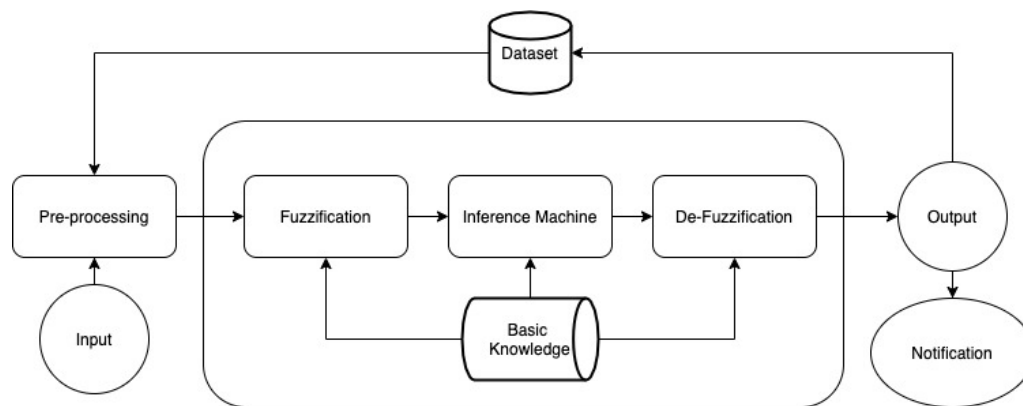 Dataset
Pre-processing
Fuzzification
Inference Machine
De-Fuzzification
Output
Input
Basic
Knowledge
Notification